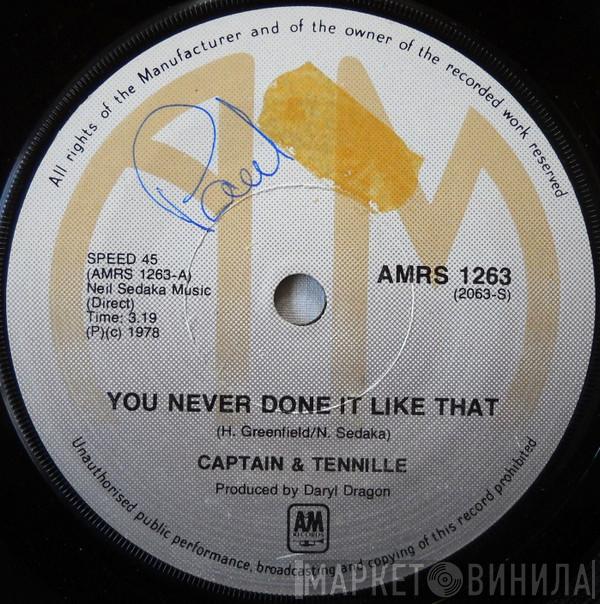 All rights of the Manufacturer and of the owner of the recorded work reserved
Paul
SPEED 45
(AMRS 1263-A)
Neil Sedaka Music
(Direct)
Time: 3.19
(P)(c) 1978
AMRS 1263
(2063-S)
YOU NEVER DONE IT LIKE THAT
(H. Greenfield/N. Sedaka)
CAPTAIN & TENNILLE
Produced by Daryl Dragon
AM
RECORDS
Unauthorised public performance, broadcasting and copying of this record prohibited
МАРКЕТ ВИНИЛА